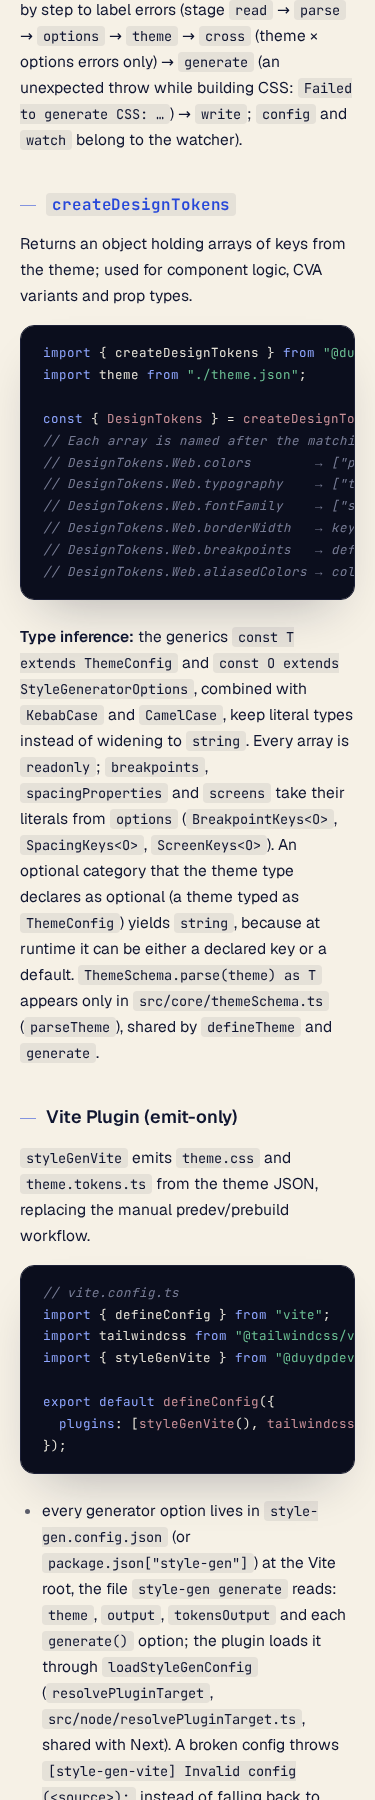 by step to label errors (stage read → parse
→ options → theme → cross (theme ×
options errors only) → generate (an
unexpected throw while building CSS: Failed
to generate CSS: … ) → write ; config and
watch belong to the watcher).
— createDesignTokens
Returns an object holding arrays of keys from
the theme; used for component logic, CVA
variants and prop types.
import { createDesignTokens } from "@du
import theme from "./theme.json";
const { DesignTokens } = createDesignTo
// Each array is named after the matchi
// DesignTokens.Web.colors → ["p
// DesignTokens.Web.typography → ["t
// DesignTokens.Web.fontFamily → ["s
// DesignTokens.Web.borderWidth → key
// DesignTokens.Web.breakpoints → def
// DesignTokens.Web.aliasedColors → col
Type inference: the generics const T
extends ThemeConfig and const O extends
StyleGeneratorOptions , combined with
KebabCase and CamelCase , keep literal types
instead of widening to string . Every array is
readonly ; breakpoints ,
spacingProperties and screens take their
literals from options ( BreakpointKeys<O> ,
SpacingKeys<O> , ScreenKeys<O> ). An
optional category that the theme type
declares as optional (a theme typed as
ThemeConfig ) yields string , because at
runtime it can be either a declared key or a
default. ThemeSchema.parse(theme) as T
appears only in src/core/themeSchema.ts
( parseTheme ), shared by defineTheme and
generate .
— Vite Plugin (emit-only)
styleGenVite emits theme.css and
theme.tokens.ts from the theme JSON,
replacing the manual predev/prebuild
workflow.
// vite.config.ts
import { defineConfig } from "vite";
import tailwindcss from "@tailwindcss/v
import { styleGenVite } from "@duydpdev
export default defineConfig({
plugins: [styleGenVite(), tailwindcss
});
• every generator option lives in style-
gen.config.json (or
package.json["style-gen"] ) at the Vite
root, the file style-gen generate reads:
theme , output , tokensOutput and each
generate() option; the plugin loads it
through loadStyleGenConfig
( resolvePluginTarget ,
src/node/resolvePluginTarget.ts ,
shared with Next). A broken config throws
[style-gen-vite] Invalid config
(<source>): instead of falling back to